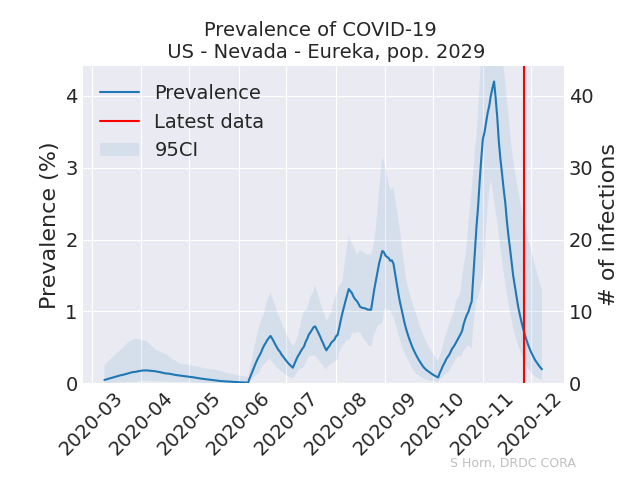 Prevalence of COVID-19
US - Nevada - Eureka, pop. 2029
Prevalence
Latest data
95CI
Prevalence (%)
4
3
2
1
0
# of infections
40
30
20
10
0
2020-03
2020-04
2020-05
2020-06
2020-07
2020-08
2020-09
2020-10
2020-11
2020-12
S Horn, DRDC CORA